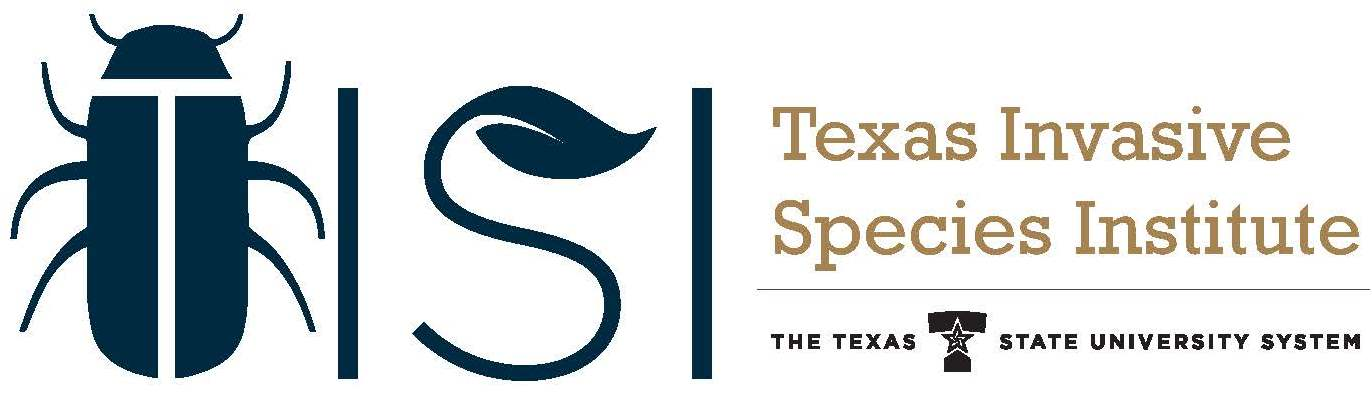 TISI
Texas Invasive
Species Institute
THE TEXAS STATE UNIVERSITY SYSTEM